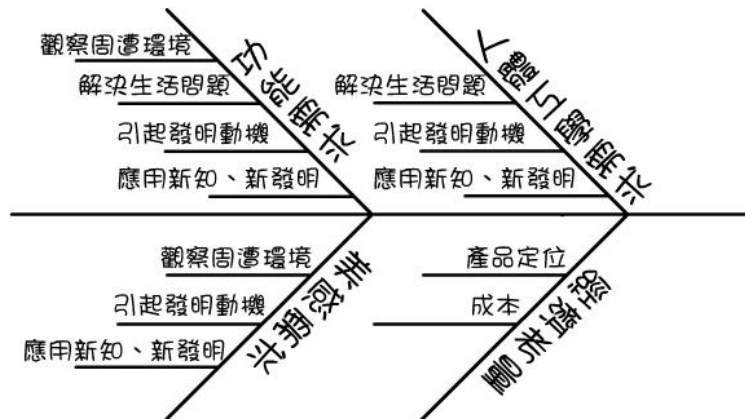 功能需求
觀察周遭環境
解決生活問題
引起發明動機
應用新知、新發明
人體工學需求
解決生活問題
引起發明動機
應用新知、新發明
美感需求
觀察周遭環境
引起發明動機
應用新知、新發明
經濟考量
產品定位
成本